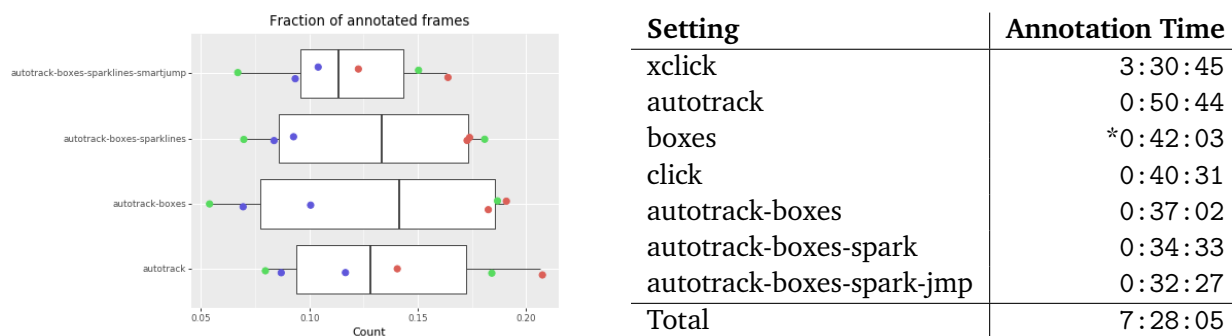 Fraction of annotated frames
autotrack-boxes-sparklines-smartjump
autotrack-boxes-sparklines
autotrack-boxes
autotrack
0.05 0.10 0.15 0.20
Count
Setting Annotation Time
xclick 3:30:45
autotrack 0:50:44
boxes *0:42:03
click 0:40:31
autotrack-boxes 0:37:02
autotrack-boxes-spark 0:34:33
autotrack-boxes-spark-jmp 0:32:27
Total 7:28:05